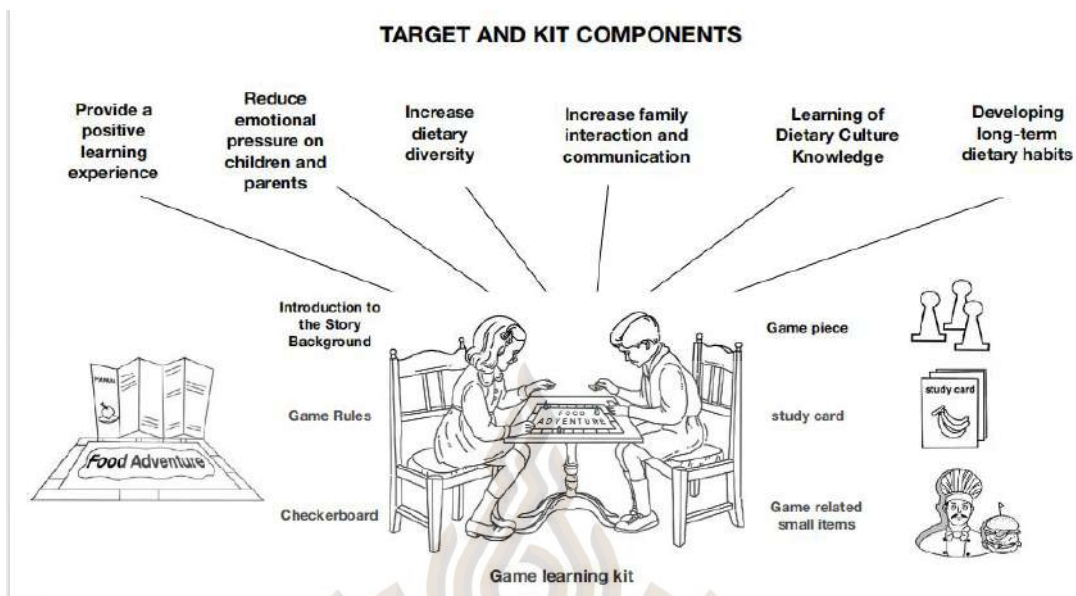 TARGET AND KIT COMPONENTS
Provide a
positive
learning
experience
Reduce
emotional
pressure on
children and
parents
Increase
dietary
diversity
Increase family
interaction and
communication
Learning of
Dietary Culture
Knowledge
Developing
long-term
dietary habits
Introduction to
the Story
Background
Game Rules
Checkerboard
Game piece
study card
Game related
small items
Food Adventure
FOOD
ADVENTURE
study card
Game learning kit